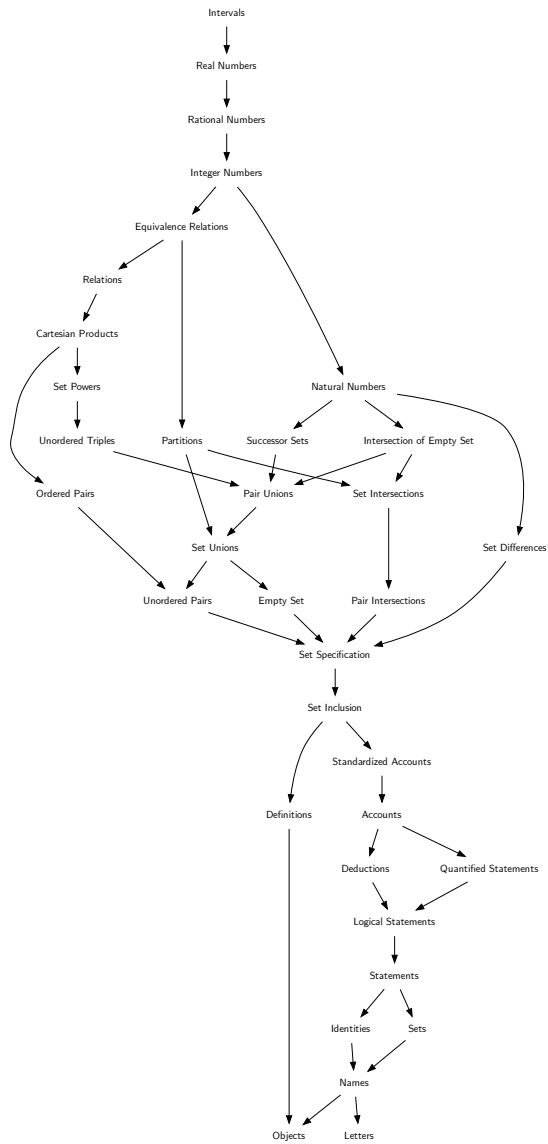 Intervals
Real Numbers
Rational Numbers
Integer Numbers
Equivalence Relations
Relations
Cartesian Products
Set Powers
Natural Numbers
Unordered Triples
Partitions
Successor Sets
Intersection of Empty Set
Ordered Pairs
Pair Unions
Set Intersections
Set Unions
Set Differences
Unordered Pairs
Empty Set
Pair Intersections
Set Specification
Set Inclusion
Standardized Accounts
Definitions
Accounts
Deductions
Quantified Statements
Logical Statements
Statements
Identities
Sets
Names
Objects
Letters